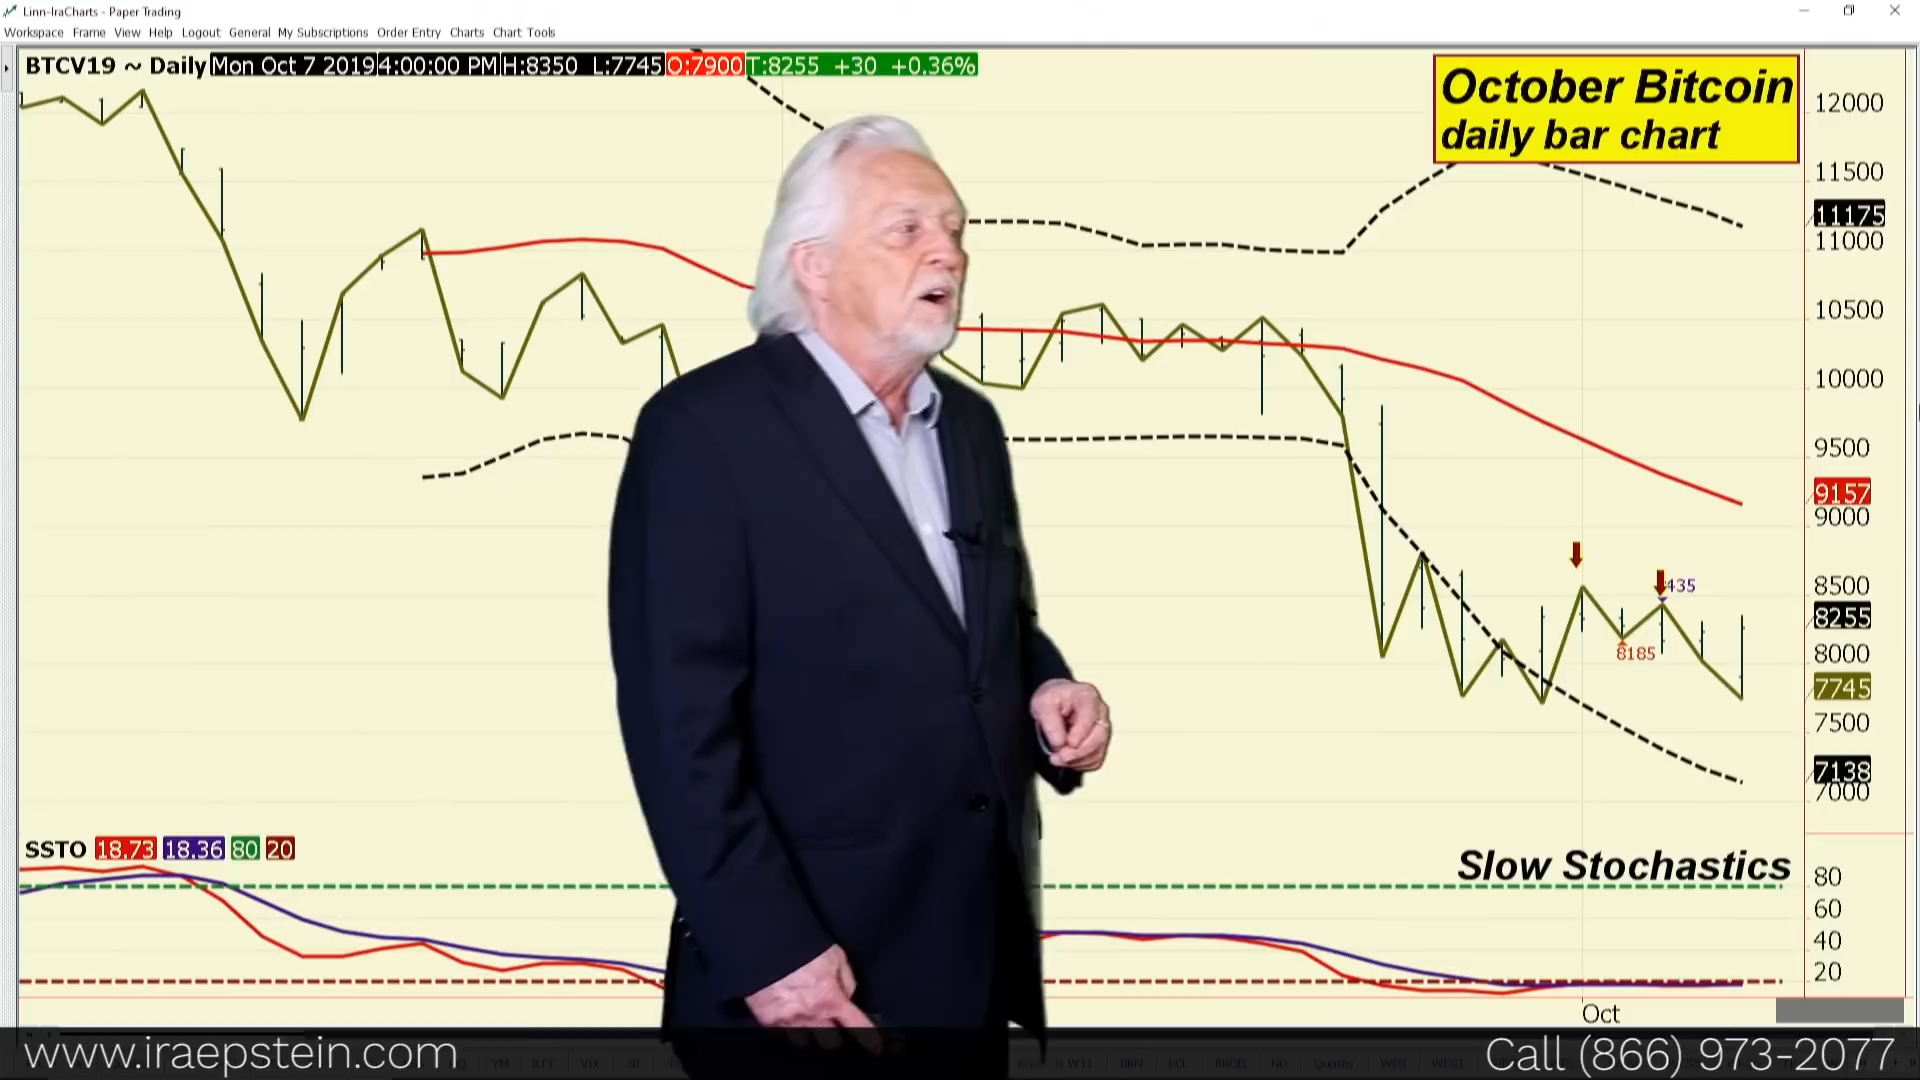 Linn-IraCharts - Paper Trading
Workspace Frame View Help Logout General My Subscriptions Order Entry Charts Chart Tools
BTCV19 ~ Daily Mon Oct 7 2019 4:00:00 PM H:8350 L:7745 O:7900 T:8255 +30 +0.36%
October Bitcoin
daily bar chart
12000
11500
11175
11000
10500
10000
9500
9157
9000
435
8500
8255
8185
8000
7745
7500
7138
7000
SSTO 18.73 18.36 80 20
Slow Stochastics
80
60
40
20
Oct
www.iraepstein.com
Call (866) 973-2077